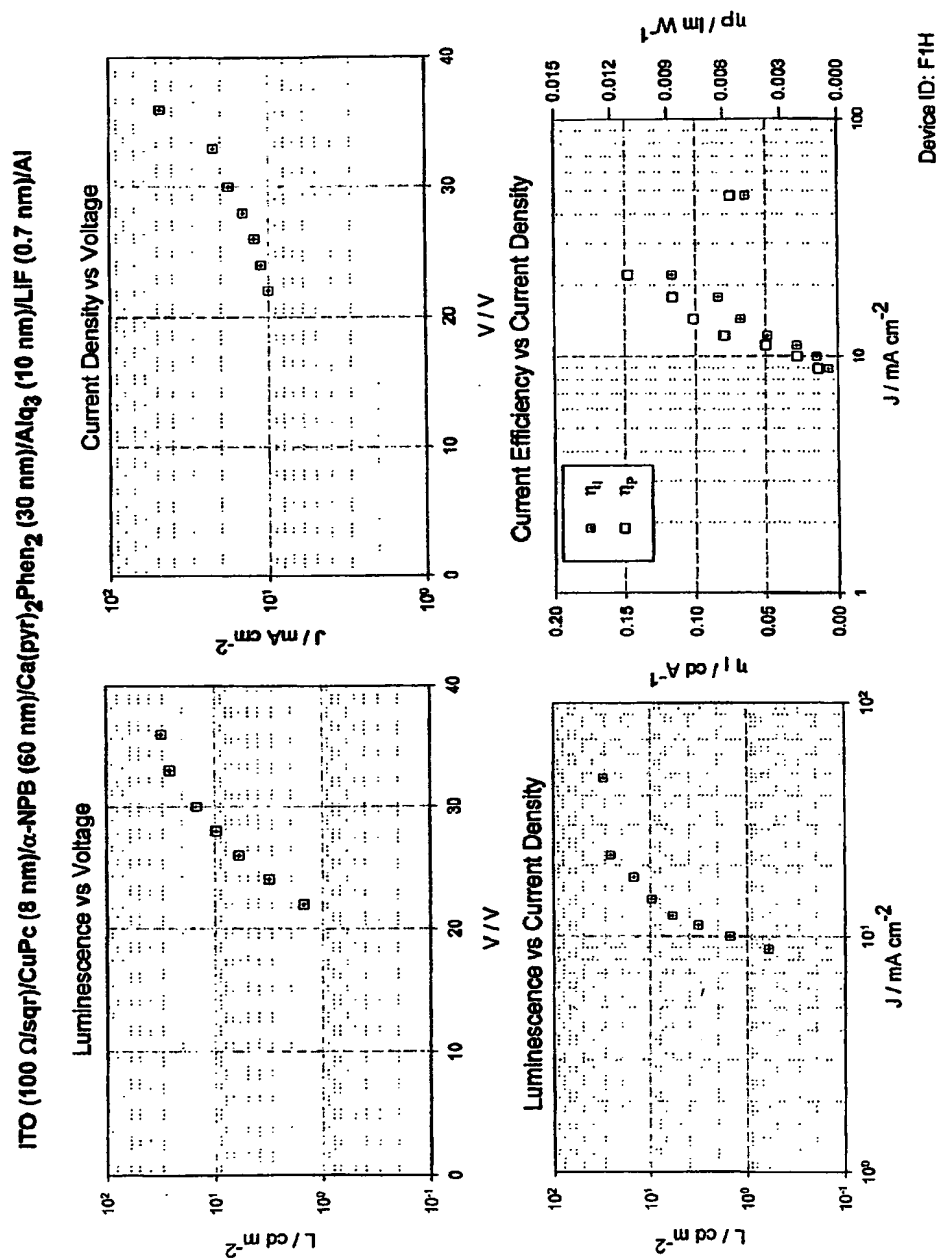 ITO (100 Ω/sqr)/CuPc (8 nm)/α-NPB (60 nm)/Ca(pyr)₂Phen₂ (30 nm)/Alq₃ (10 nm)/LiF (0.7 nm)/Al
Luminescence vs Voltage
L / cd m⁻²
10²
10¹
10⁰
10⁻¹
0
10
20
30
40
V / V
Current Density vs Voltage
J / mA cm⁻²
10²
10¹
10⁰
0
10
20
30
40
V / V
Luminescence vs Current Density
L / cd m⁻²
10²
10¹
10⁰
10⁻¹
10⁰
10¹
10²
J / mA cm⁻²
Current Efficiency vs Current Density
ηI / cd A⁻¹
0.20
0.15
0.10
0.05
0.00
ηI
ηP
1
10
100
J / mA cm⁻²
0.015
0.012
0.009
0.006
0.003
0.000
ηp / lm W⁻¹
Device ID: F1H